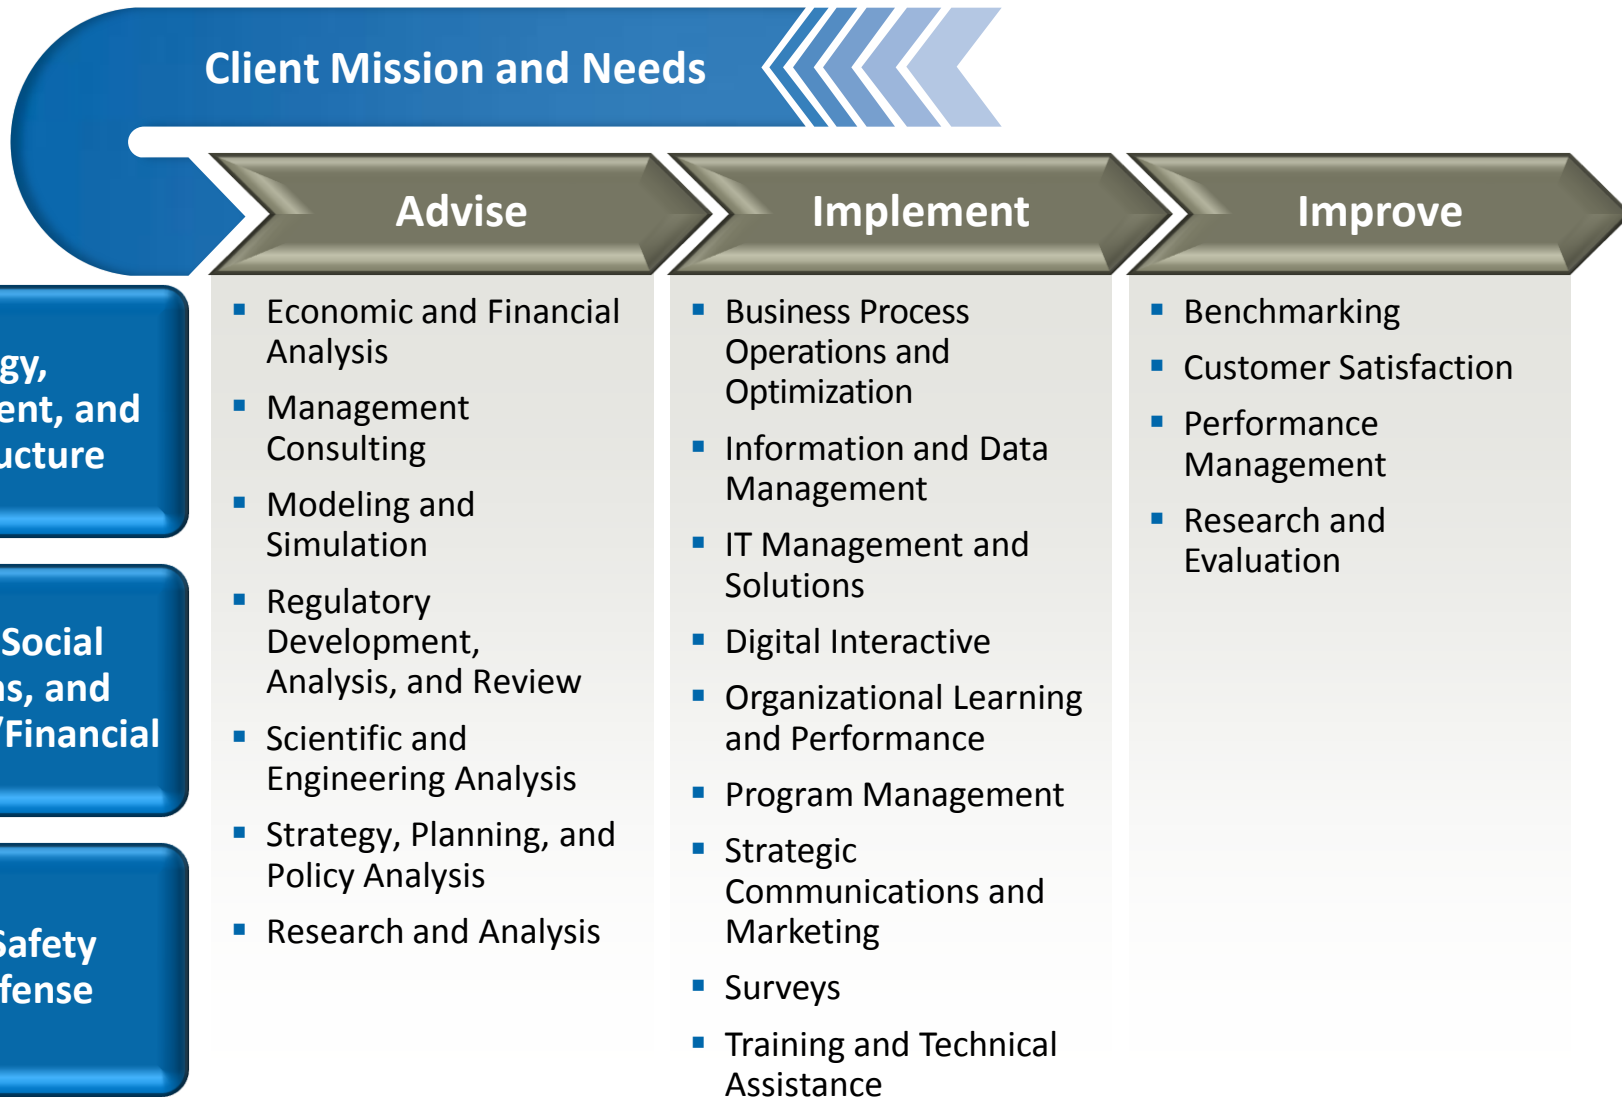 Client Mission and Needs
Advise
Implement
Improve
gy,
ent, and
ucture
Social
ns, and
/Financial
Safety
fense
Economic and Financial
Analysis
Management
Consulting
Modeling and
Simulation
Regulatory
Development,
Analysis, and Review
Scientific and
Engineering Analysis
Strategy, Planning, and
Policy Analysis
Research and Analysis
Business Process
Operations and
Optimization
Information and Data
Management
IT Management and
Solutions
Digital Interactive
Organizational Learning
and Performance
Program Management
Strategic
Communications and
Marketing
Surveys
Training and Technical
Assistance
Benchmarking
Customer Satisfaction
Performance
Management
Research and
Evaluation